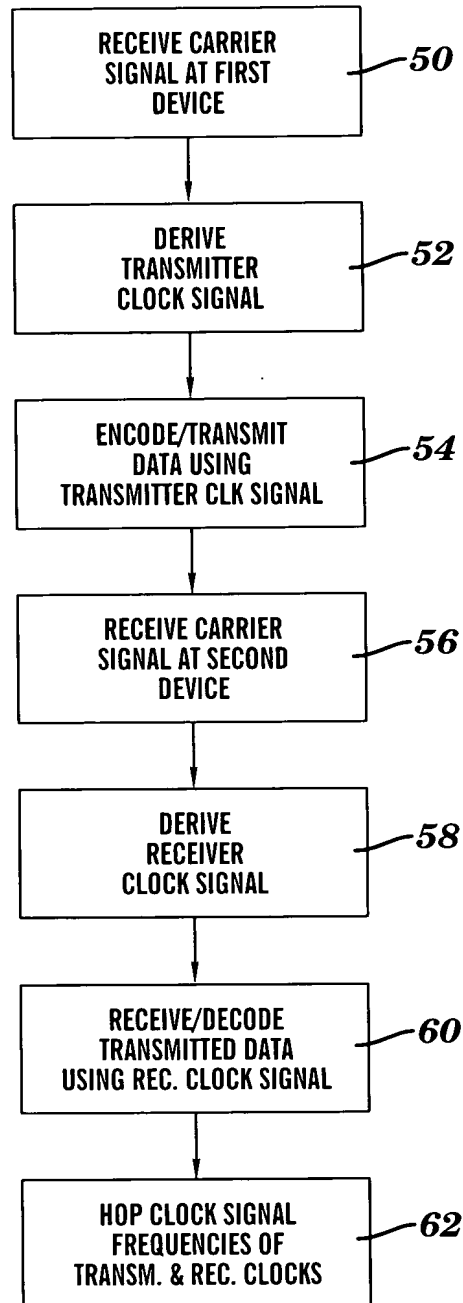 RECEIVE CARRIER
SIGNAL AT FIRST
DEVICE
50
DERIVE
TRANSMITTER
CLOCK SIGNAL
52
ENCODE/TRANSMIT
DATA USING
TRANSMITTER CLK SIGNAL
54
RECEIVE CARRIER
SIGNAL AT SECOND
DEVICE
56
DERIVE
RECEIVER
CLOCK SIGNAL
58
RECEIVE/DECODE
TRANSMITTED DATA
USING REC. CLOCK SIGNAL
60
HOP CLOCK SIGNAL
FREQUENCIES OF
TRANSM. & REC. CLOCKS
62